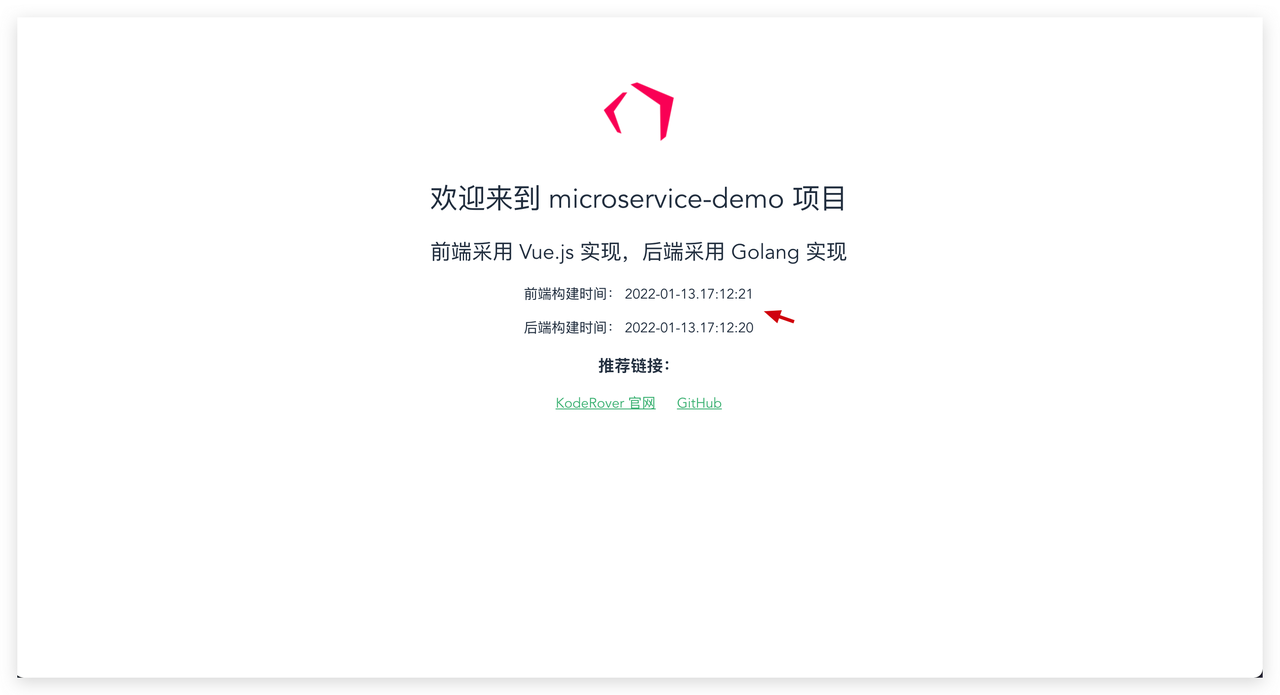 欢迎来到 microservice-demo 项目
前端采用 Vue.js 实现，后端采用 Golang 实现
前端构建时间： 2022-01-13.17:12:21
后端构建时间： 2022-01-13.17:12:20
推荐链接：
KodeRover 官网 GitHub